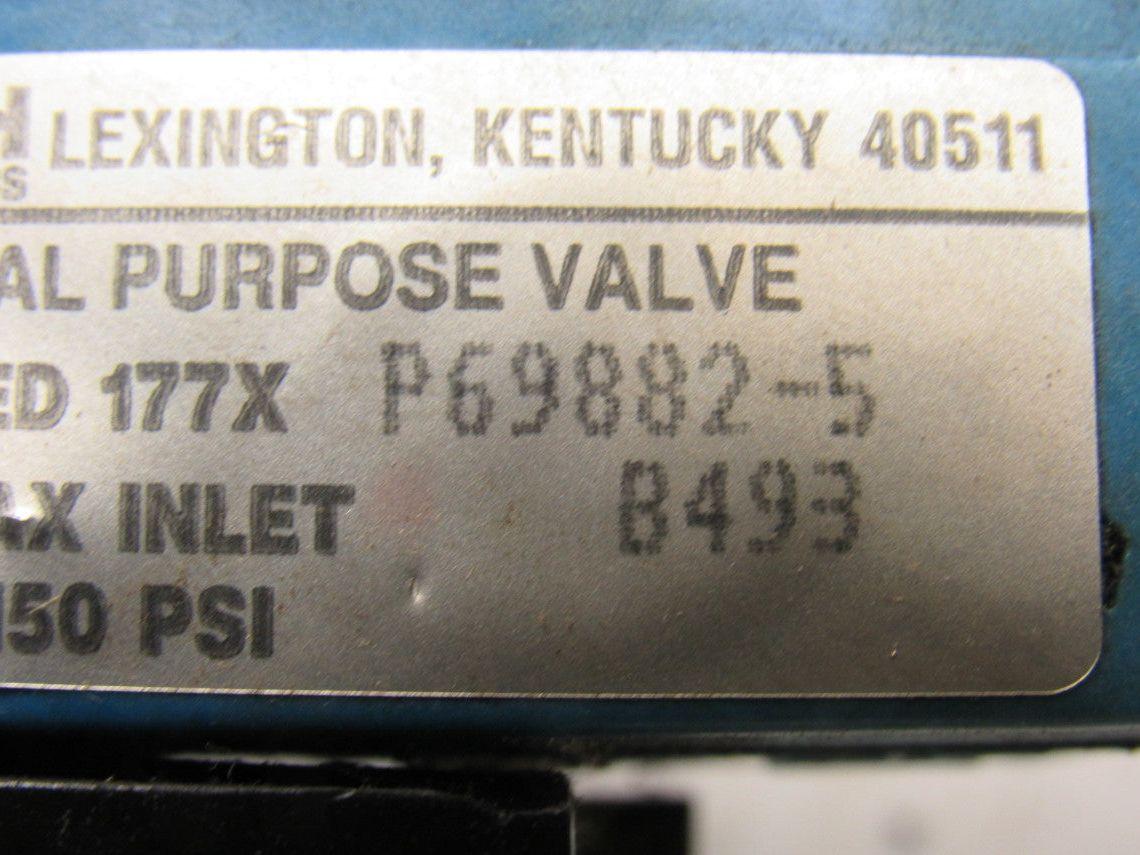 LEXINGTON, KENTUCKY 40511
AL PURPOSE VALVE
ED 177X P69882-5
AX INLET B493
150 PSI